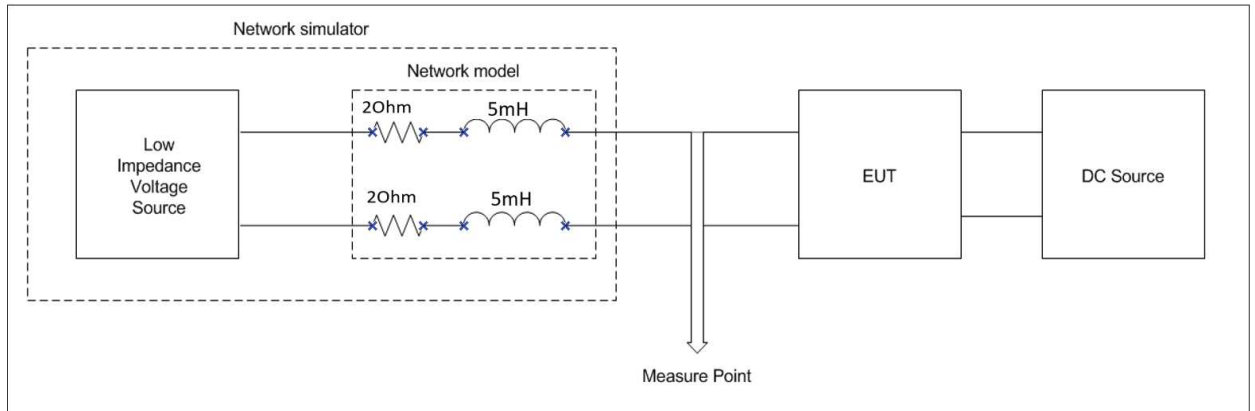 Network simulator
Network model
2Ohm
5mH
Low
Impedance
Voltage
Source
2Ohm
5mH
EUT
DC Source
Measure Point